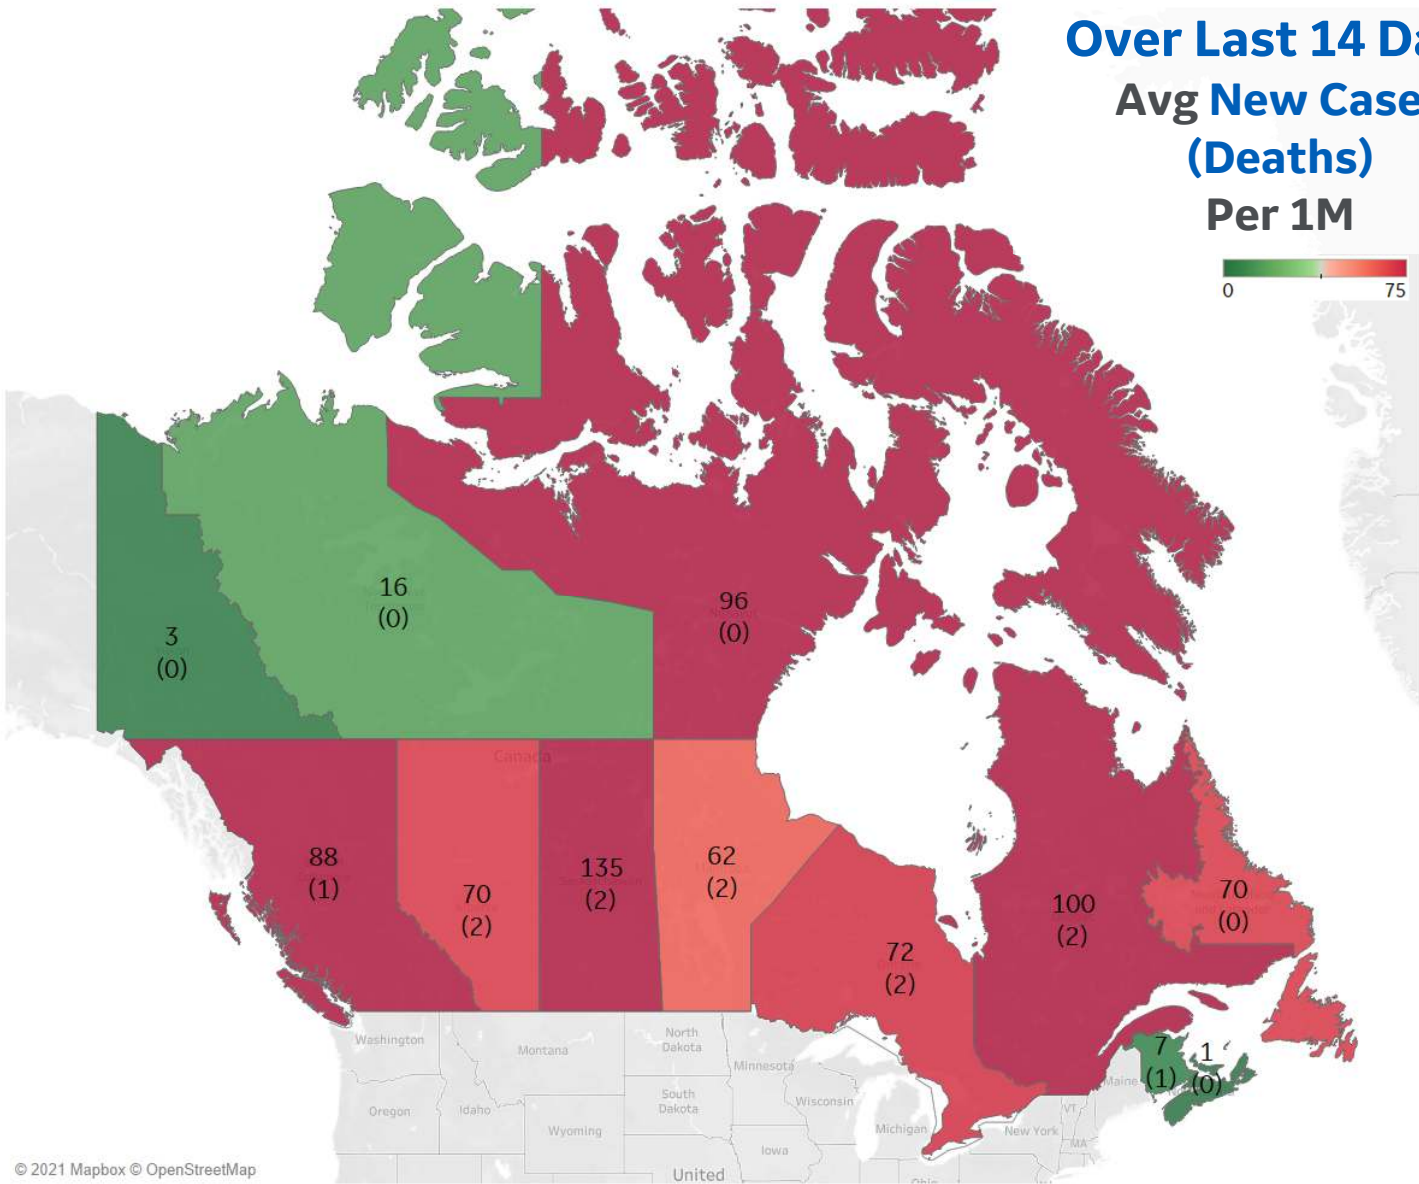 Over Last 14 Da
Avg New Case
(Deaths)
Per 1M
0
75
16
(0)
96
(0)
3
(0)
Canada
88
(1)
70
(2)
135
(2)
62
(2)
72
(2)
100
(2)
70
(0)
7
(1)
1
(0)
Washington
Montana
North
Dakota
Minnesota
Maine
Oregon
Idaho
South
Dakota
Wisconsin
Michigan
New York
VT
MA
Wyoming
Iowa
United
Ohio
© 2021 Mapbox © OpenStreetMap